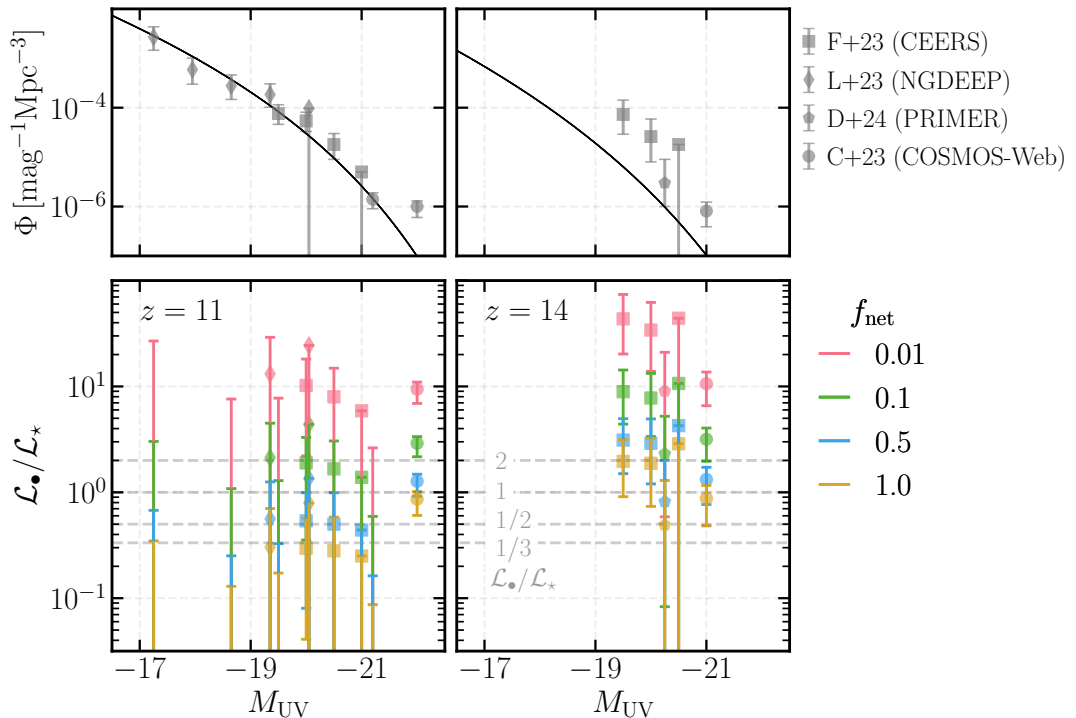 Φ [mag⁻¹Mpc⁻³]
10⁻⁴
10⁻⁶
F+23 (CEERS)
L+23 (NGDEEP)
D+24 (PRIMER)
C+23 (COSMOS-Web)
z = 11
z = 14
ℒ•/ℒ⋆
10¹
10⁰
10⁻¹
2
1
1/2
1/3
ℒ•/ℒ⋆
f_net
0.01
0.1
0.5
1.0
−17
−19
−21
−17
−19
−21
M_UV
M_UV